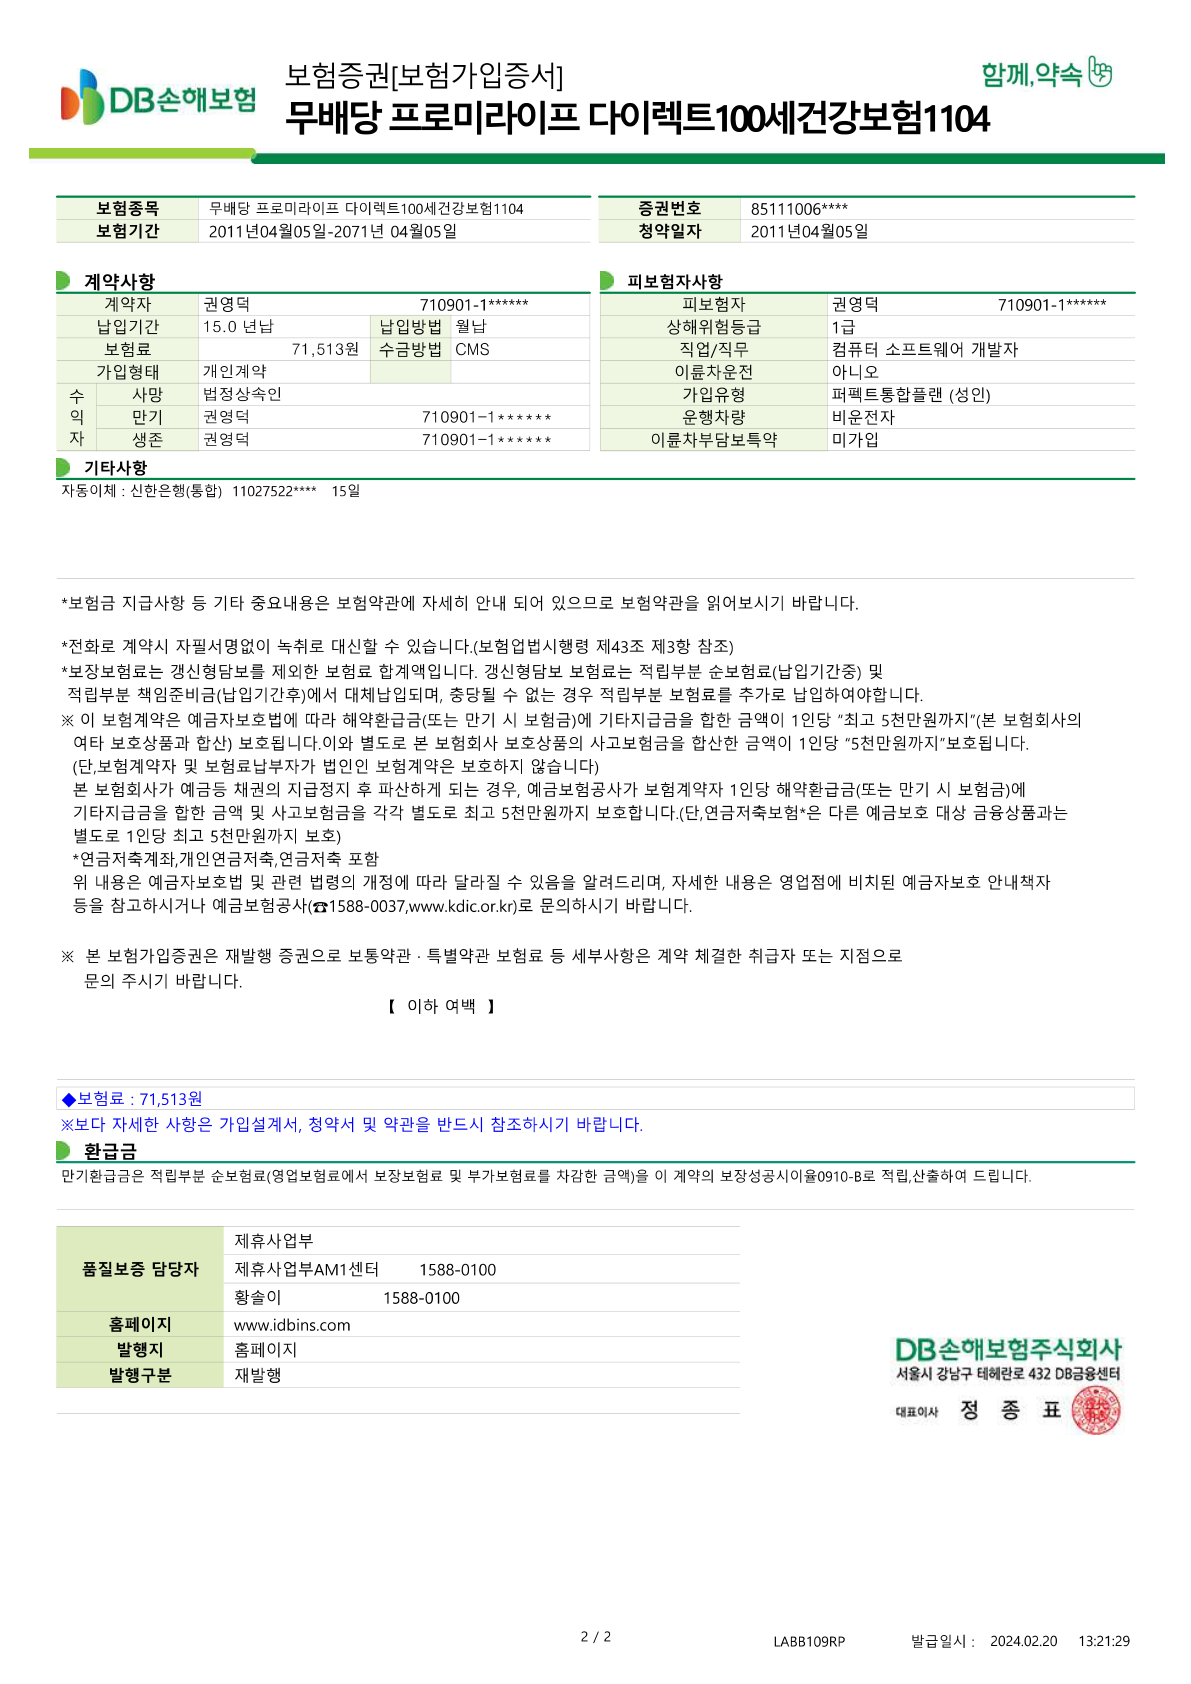 DB손해보험
보험증권[보험가입증서]
무배당 프로미라이프 다이렉트100세건강보험1104
함께,약속
보험종목 무배당 프로미라이프 다이렉트100세건강보험1104 증권번호 85111006****
보험기간 2011년04월05일-2071년 04월05일 청약일자 2011년04월05일
계약사항
계약자 권영덕 710901-1******
납입기간 15.0 년납 납입방법 월납
보험료 71,513원 수금방법 CMS
가입형태 개인계약
수익자 사망 법정상속인
만기 권영덕 710901-1******
생존 권영덕 710901-1******
피보험자사항
피보험자 권영덕 710901-1******
상해위험등급 1급
직업/직무 컴퓨터 소프트웨어 개발자
이륜차운전 아니오
가입유형 퍼펙트통합플랜 (성인)
운행차량 비운전자
이륜차부담보특약 미가입
기타사항
자동이체 : 신한은행(통합) 11027522**** 15일
*보험금 지급사항 등 기타 중요내용은 보험약관에 자세히 안내 되어 있으므로 보험약관을 읽어보시기 바랍니다.
*전화로 계약시 자필서명없이 녹취로 대신할 수 있습니다.(보험업법시행령 제43조 제3항 참조)
*보장보험료는 갱신형담보를 제외한 보험료 합계액입니다. 갱신형담보 보험료는 적립부분 순보험료(납입기간중) 및
적립부분 책임준비금(납입기간후)에서 대체납입되며, 충당될 수 없는 경우 적립부분 보험료를 추가로 납입하여야합니다.
※ 이 보험계약은 예금자보호법에 따라 해약환급금(또는 만기 시 보험금)에 기타지급금을 합한 금액이 1인당 “최고 5천만원까지”(본 보험회사의
여타 보호상품과 합산) 보호됩니다.이와 별도로 본 보험회사 보호상품의 사고보험금을 합산한 금액이 1인당 “5천만원까지”보호됩니다.
(단,보험계약자 및 보험료납부자가 법인인 보험계약은 보호하지 않습니다)
본 보험회사가 예금등 채권의 지급정지 후 파산하게 되는 경우, 예금보험공사가 보험계약자 1인당 해약환급금(또는 만기 시 보험금)에
기타지급금을 합한 금액 및 사고보험금을 각각 별도로 최고 5천만원까지 보호합니다.(단,연금저축보험*은 다른 예금보호 대상 금융상품과는
별도로 1인당 최고 5천만원까지 보호)
*연금저축계좌,개인연금저축,연금저축 포함
위 내용은 예금자보호법 및 관련 법령의 개정에 따라 달라질 수 있음을 알려드리며, 자세한 내용은 영업점에 비치된 예금자보호 안내책자
등을 참고하시거나 예금보험공사(☎1588-0037,www.kdic.or.kr)로 문의하시기 바랍니다.
※ 본 보험가입증권은 재발행 증권으로 보통약관 · 특별약관 보험료 등 세부사항은 계약 체결한 취급자 또는 지점으로
문의 주시기 바랍니다.
【 이하 여백 】
◆보험료 : 71,513원
※보다 자세한 사항은 가입설계서, 청약서 및 약관을 반드시 참조하시기 바랍니다.
환급금
만기환급금은 적립부분 순보험료(영업보험료에서 보장보험료 및 부가보험료를 차감한 금액)을 이 계약의 보장성공시이율0910-B로 적립,산출하여 드립니다.
품질보증 담당자 제휴사업부
제휴사업부AM1센터 1588-0100
황솔이 1588-0100
홈페이지 www.idbins.com
발행지 홈페이지
발행구분 재발행
DB손해보험주식회사
서울시 강남구 테헤란로 432 DB금융센터
대표이사 정 종 표
2 / 2
LABB109RP
발급일시 : 2024.02.20 13:21:29